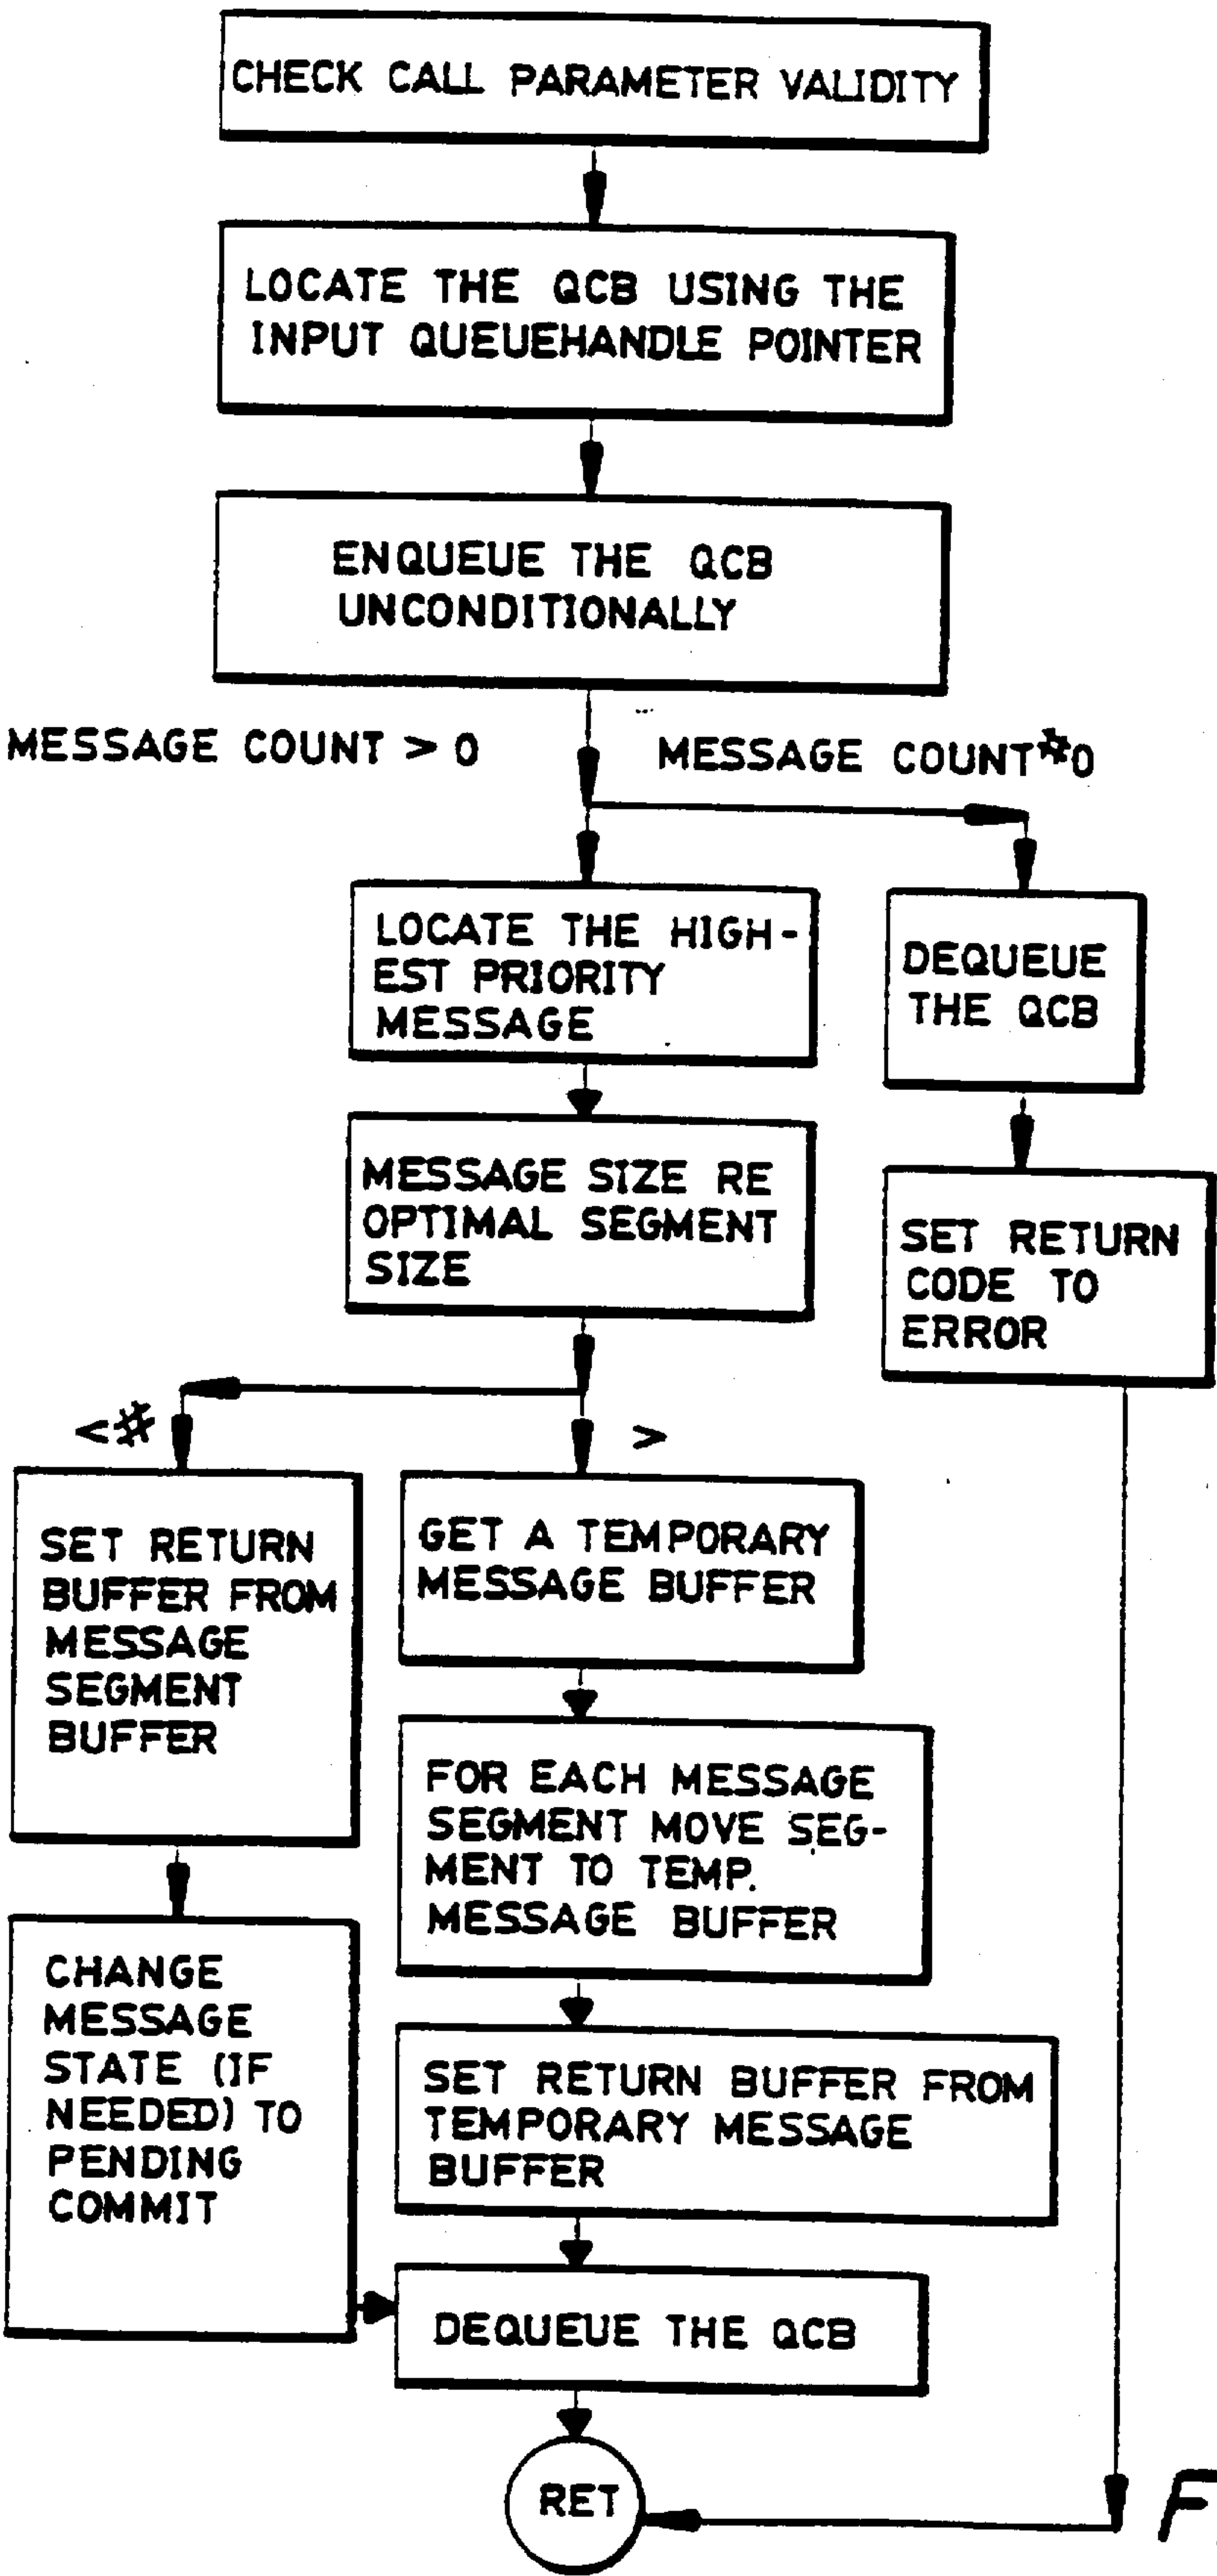 CHECK CALL PARAMETER VALIDITY
LOCATE THE QCB USING THE
INPUT QUEUEHANDLE POINTER
ENQUEUE THE QCB
UNCONDITIONALLY
MESSAGE COUNT > 0
MESSAGE COUNT#0
LOCATE THE HIGH-
EST PRIORITY
MESSAGE
DEQUEUE
THE QCB
MESSAGE SIZE RE
OPTIMAL SEGMENT
SIZE
SET RETURN
CODE TO
ERROR
<#
>
SET RETURN
BUFFER FROM
MESSAGE
SEGMENT
BUFFER
GET A TEMPORARY
MESSAGE BUFFER
FOR EACH MESSAGE
SEGMENT MOVE SEG-
MENT TO TEMP.
MESSAGE BUFFER
CHANGE
MESSAGE
STATE (IF
NEEDED) TO
PENDING
COMMIT
SET RETURN BUFFER FROM
TEMPORARY MESSAGE
BUFFER
DEQUEUE THE QCB
RET
F